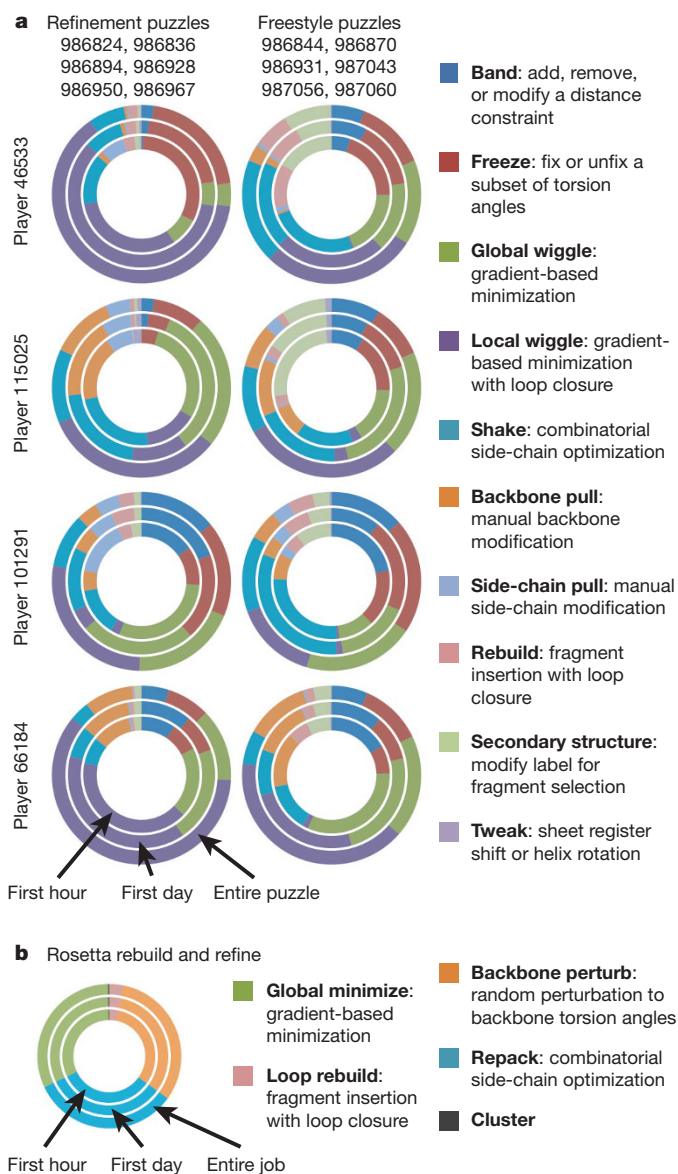 a Refinement puzzles
986824, 986836
986894, 986928
986950, 986967
Freestyle puzzles
986844, 986870
986931, 987043
987056, 987060
Player 46533
Player 115025
Player 101291
Player 66184
First hour First day Entire puzzle
Band: add, remove,
or modify a distance
constraint
Freeze: fix or unfix a
subset of torsion
angles
Global wiggle:
gradient-based
minimization
Local wiggle: gradient-
based minimization
with loop closure
Shake: combinatorial
side-chain optimization
Backbone pull:
manual backbone
modification
Side-chain pull: manual
side-chain modification
Rebuild: fragment
insertion with loop
closure
Secondary structure:
modify label for
fragment selection
Tweak: sheet register
shift or helix rotation
b Rosetta rebuild and refine
First hour First day Entire job
Global minimize:
gradient-based
minimization
Loop rebuild:
fragment insertion
with loop closure
Backbone perturb:
random perturbation to
backbone torsion angles
Repack: combinatorial
side-chain optimization
Cluster